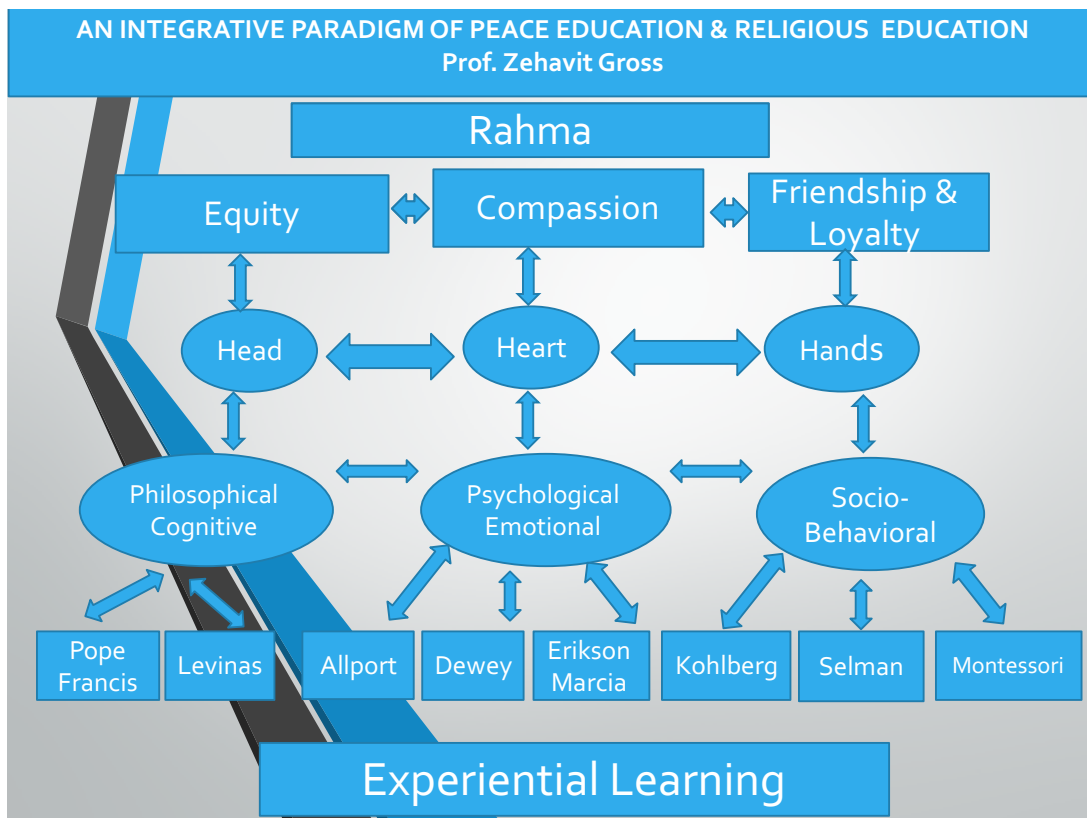 AN INTEGRATIVE PARADIGM OF PEACE EDUCATION & RELIGIOUS EDUCATION
Prof. Zehavit Gross
Rahma
Equity
Compassion
Friendship &
Loyalty
Head
Heart
Hands
Philosophical
Cognitive
Psychological
Emotional
Socio-
Behavioral
Pope
Francis
Levinas
Allport
Dewey
Erikson
Marcia
Kohlberg
Selman
Montessori
Experiential Learning